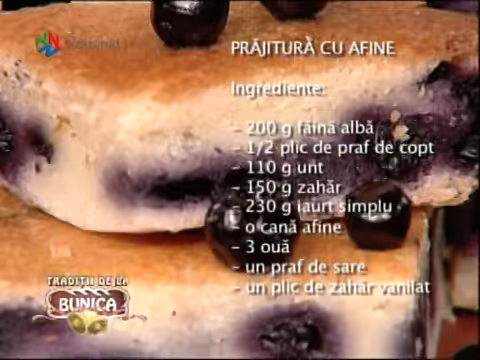 PRĂJITURĂ CU AFINE
Ingrediente:
- 200 g făină albă
- 1/2 plic de praf de copt
- 110 g unt
- 150 g zahăr
- 230 g iaurt simplu
- o cană afine
- 3 ouă
- un praf de sare
- un plic de zahăr vanilat
TRADIȚII DE LA
BUNICA